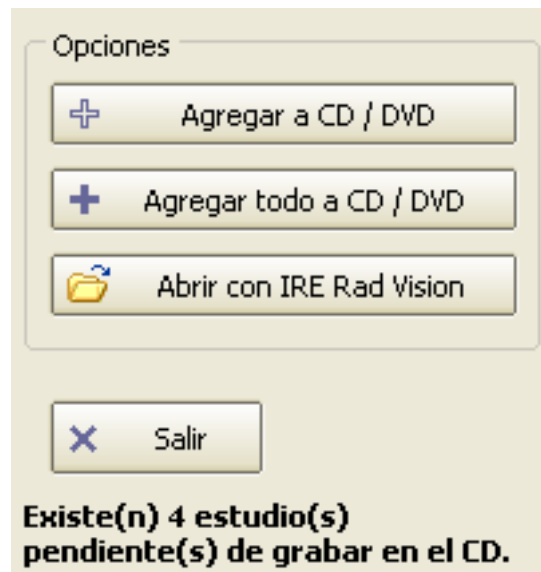 Opciones
Agregar a CD / DVD
Agregar todo a CD / DVD
Abrir con IRE Rad Vision
Salir
Existe(n) 4 estudio(s)
pendiente(s) de grabar en el CD.